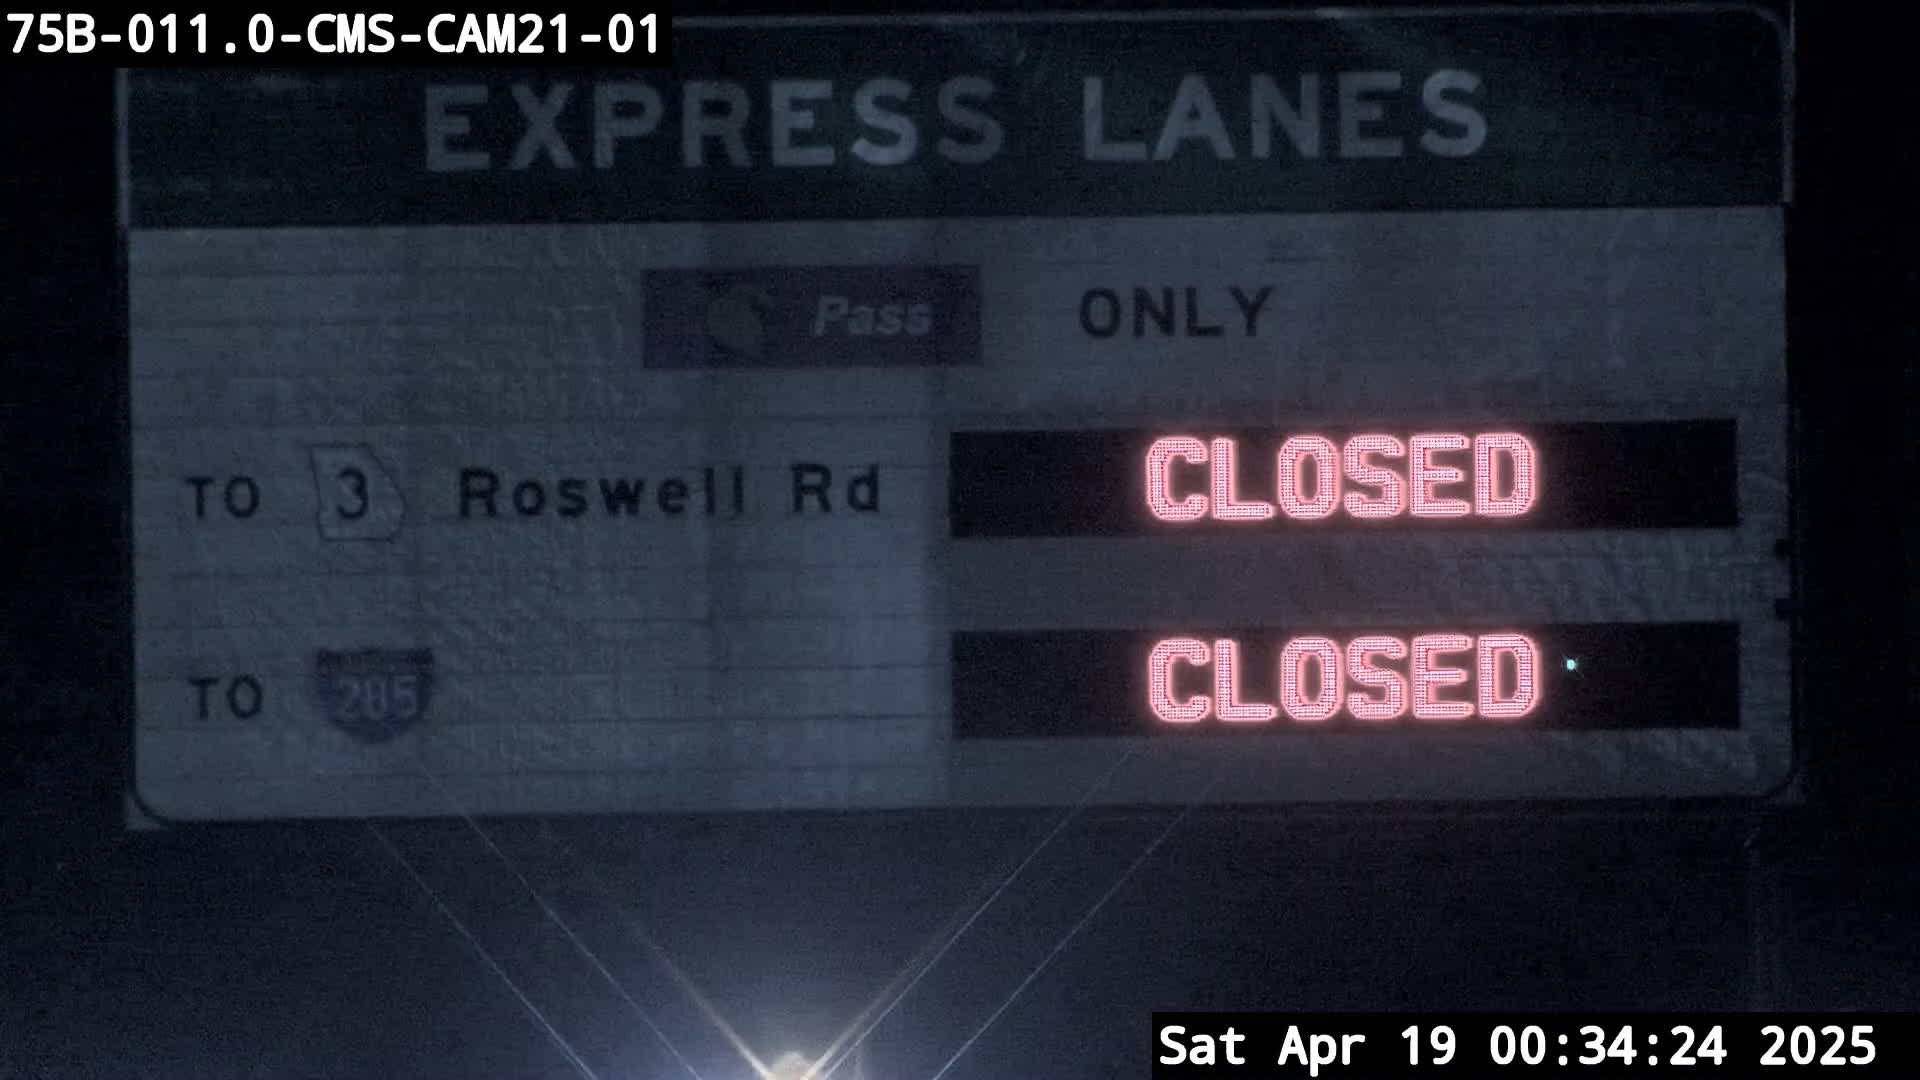 75B-011.0-CMS-CAM21-01
EXPRESS LANES
Pass ONLY
TO 3 Roswell Rd CLOSED
TO 285 CLOSED
Sat Apr 19 00:34:24 2025